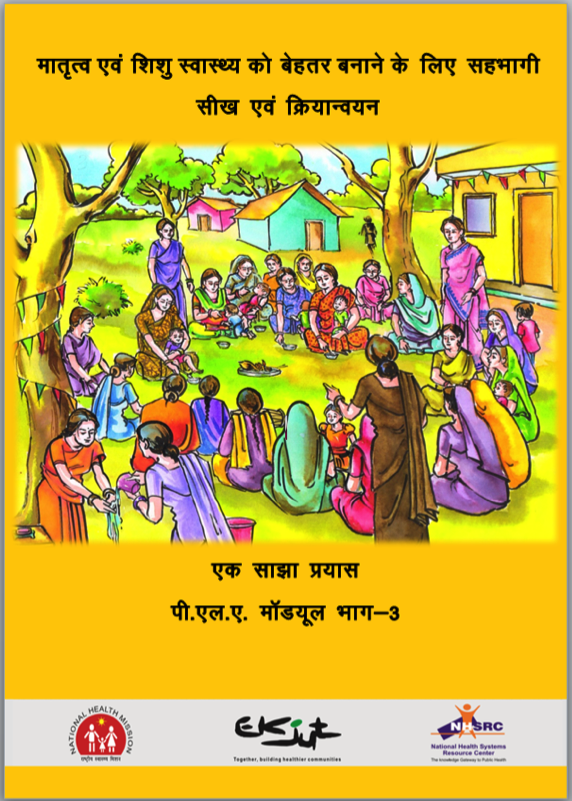 मातृत्व एवं शिशु स्वास्थ्य को बेहतर बनाने के लिए सहभागी
सीख एवं क्रियान्वयन
एक साझा प्रयास
पी.एल.ए. मॉडयूल भाग–3
NATIONAL HEALTH MISSION
राष्ट्रीय स्वास्थ्य मिशन
Ekjut
Together, building healthier communities
NHSRC
National Health Systems
Resource Center
The knowledge Gateway to Public Health